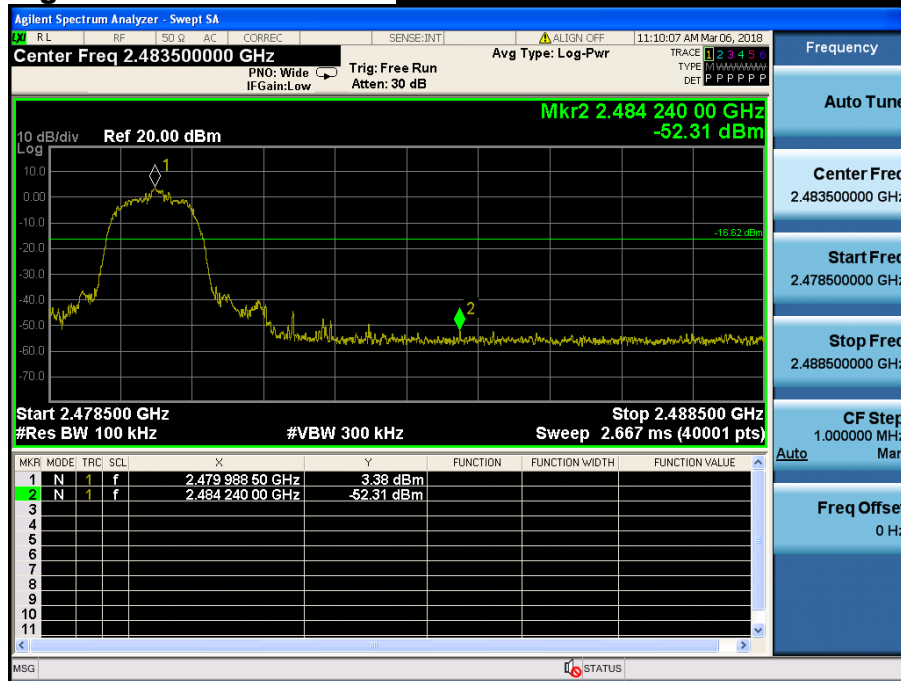 Agilent Spectrum Analyzer - Swept SA
LXI RL RF 50 Ω AC CORREC SENSE:INT ALIGN OFF 11:10:07 AM Mar 06, 2018
Center Freq 2.483500000 GHz Avg Type: Log-Pwr TRACE 1 2 3 4 5 6
PNO: Wide Trig: Free Run TYPE M WWWWW
IFGain:Low Atten: 30 dB DET P P P P P P
Mkr2 2.484 240 00 GHz
10 dB/div Ref 20.00 dBm -52.31 dBm
Log
10.0
0.00
-10.0
-20.0
-30.0
-40.0
-50.0
-60.0
-70.0
1
-16.62 dBm
2
Start 2.478500 GHz Stop 2.488500 GHz
#Res BW 100 kHz #VBW 300 kHz Sweep 2.667 ms (40001 pts)
MKR MODE TRC SCL X Y FUNCTION FUNCTION WIDTH FUNCTION VALUE
1 N 1 f 2.479 988 50 GHz 3.38 dBm
2 N 1 f 2.484 240 00 GHz -52.31 dBm
3
4
5
6
7
8
9
10
11
MSG STATUS
Frequency
Auto Tune
Center Freq
2.483500000 GHz
Start Freq
2.478500000 GHz
Stop Freq
2.488500000 GHz
CF Step
1.000000 MHz
Auto Man
Freq Offset
0 Hz